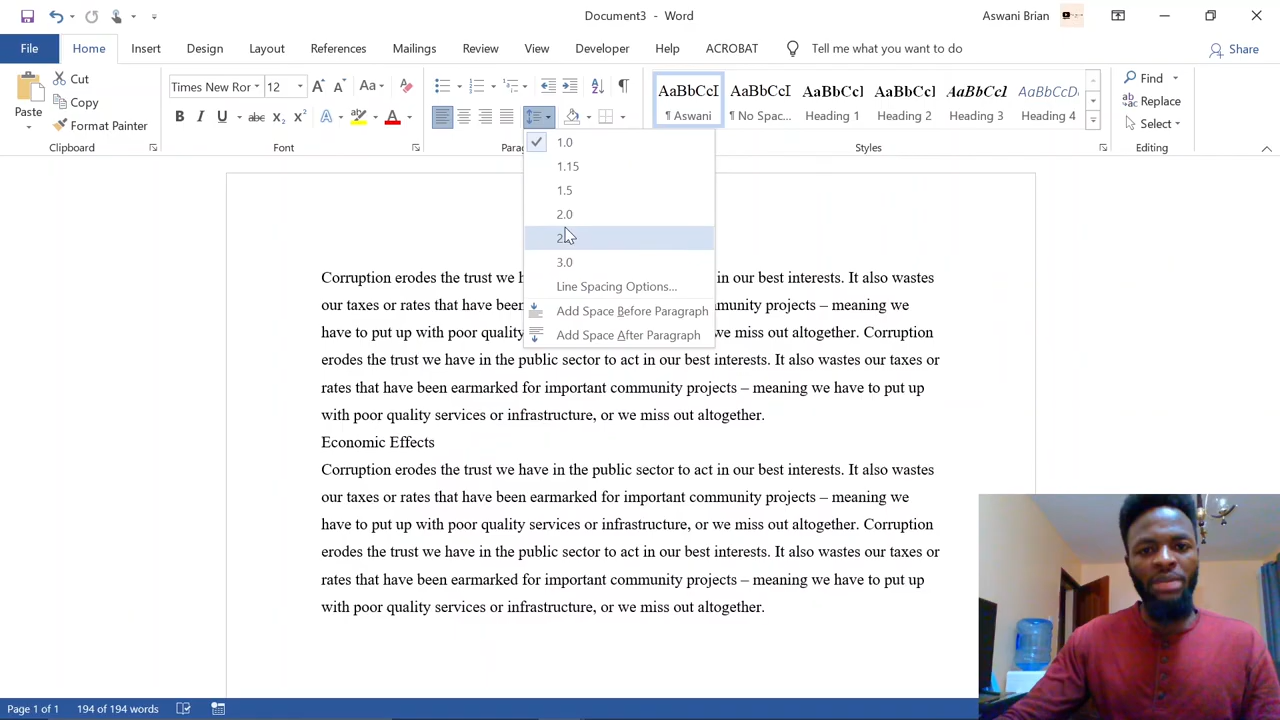 Document3 - Word
Aswani Brian
File Home Insert Design Layout References Mailings Review View Developer Help ACROBAT Tell me what you want to do Share
Cut
Copy
Format Painter
Paste
Clipboard
Times New Ror 12 Aa
B I U abc X₂ X² A A
Font
AaBbCcI AaBbCcI AaBbCcl AaBbCcl AaBbCcl AaBbCcD.
¶ Aswani ¶ No Spac... Heading 1 Heading 2 Heading 3 Heading 4
Styles
Find
Replace
Select
Editing
1.0
1.15
1.5
2.0
3.0
Line Spacing Options...
Add Space Before Paragraph
Add Space After Paragraph
Corruption erodes the trust we in our best interests. It also wastes
our taxes or rates that have been mmunity projects – meaning we
have to put up with poor quality we miss out altogether. Corruption
erodes the trust we have in the public sector to act in our best interests. It also wastes our taxes or
rates that have been earmarked for important community projects – meaning we have to put up
with poor quality services or infrastructure, or we miss out altogether.
Economic Effects
Corruption erodes the trust we have in the public sector to act in our best interests. It also wastes
our taxes or rates that have been earmarked for important community projects – meaning we
have to put up with poor quality services or infrastructure, or we miss out altogether. Corruption
erodes the trust we have in the public sector to act in our best interests. It also wastes our taxes or
rates that have been earmarked for important community projects – meaning we have to put up
with poor quality services or infrastructure, or we miss out altogether.
Page 1 of 1 194 of 194 words